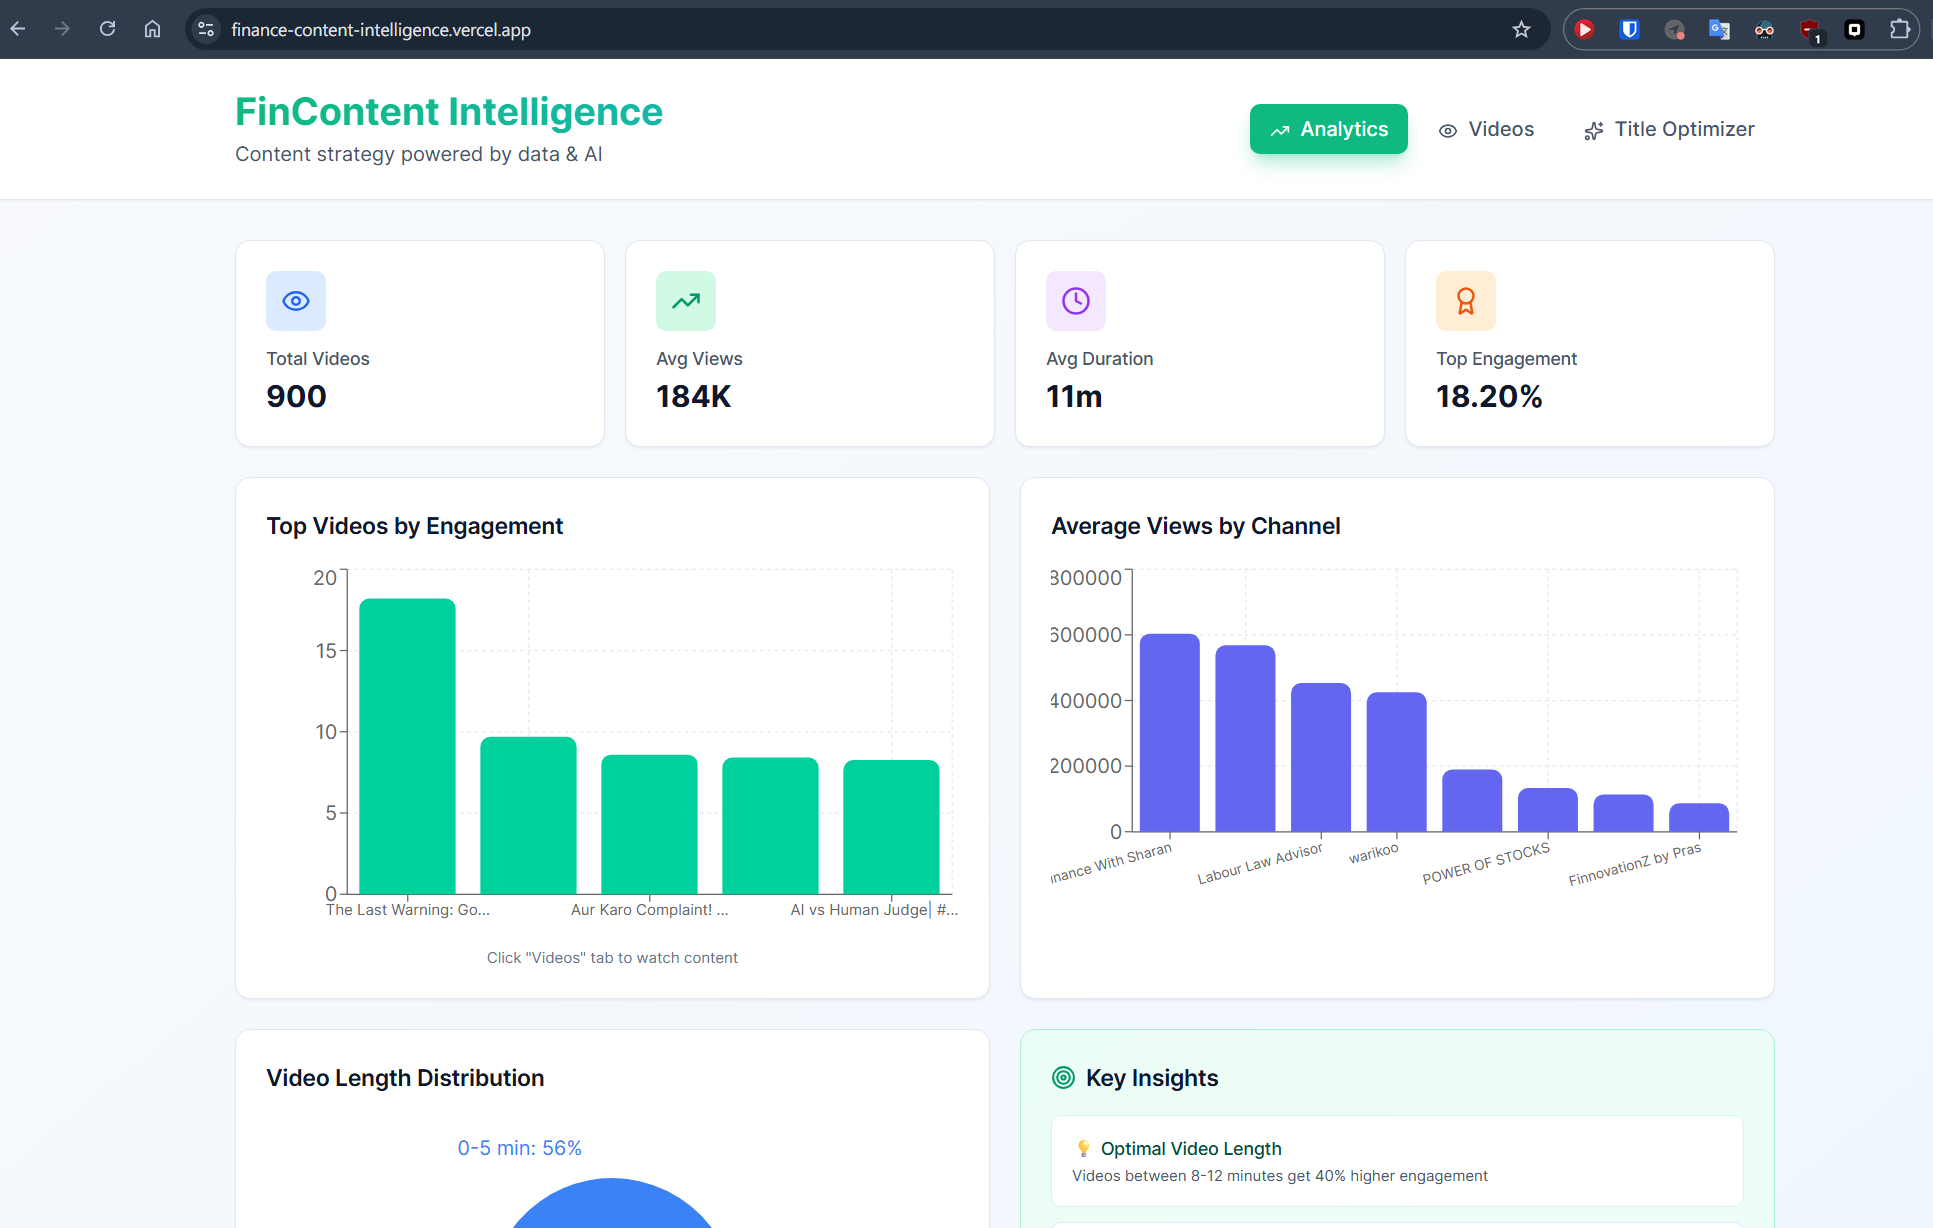 finance-content-intelligence.vercel.app
1
FinContent Intelligence
Content strategy powered by data & AI
Analytics
Videos
Title Optimizer
Total Videos
900
Avg Views
184K
Avg Duration
11m
Top Engagement
18.20%
Top Videos by Engagement
20
15
10
5
0
The Last Warning: Go...
Aur Karo Complaint! ...
AI vs Human Judge| #...
Click "Videos" tab to watch content
Average Views by Channel
800000
600000
400000
200000
0
nance With Sharan
Labour Law Advisor
warikoo
POWER OF STOCKS
FinnovationZ by Pras
Video Length Distribution
0-5 min: 56%
Key Insights
Optimal Video Length
Videos between 8-12 minutes get 40% higher engagement